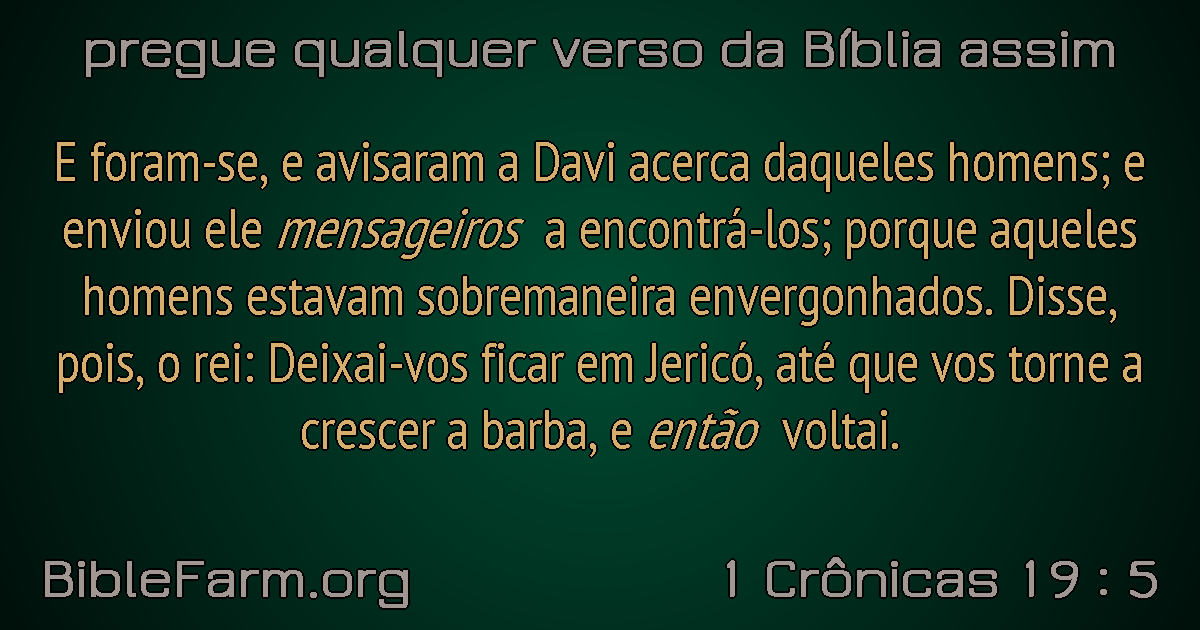 pregue qualquer verso da Bíblia assim
E foram-se, e avisaram a Davi acerca daqueles homens; e
enviou ele mensageiros a encontrá-los; porque aqueles
homens estavam sobremaneira envergonhados. Disse,
pois, o rei: Deixai-vos ficar em Jericó, até que vos torne a
crescer a barba, e então voltai.
BibleFarm.org
1 Crônicas 19 : 5